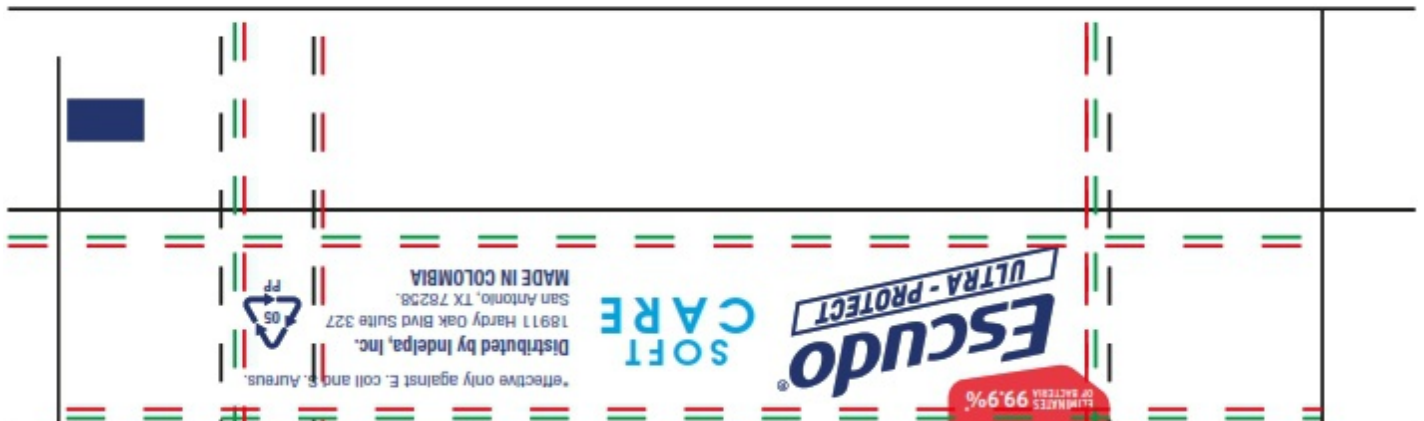 ELIMINATES
OF BACTERIA
99.9%*
Escudo®
ULTRA - PROTECT
SOFT
CARE
*effective only against E. coli and S. Aureus.
Distributed by Indelpa, Inc.
18911 Hardy Oak Blvd Suite 327
San Antonio, TX 78258.
MADE IN COLOMBIA
05
PP